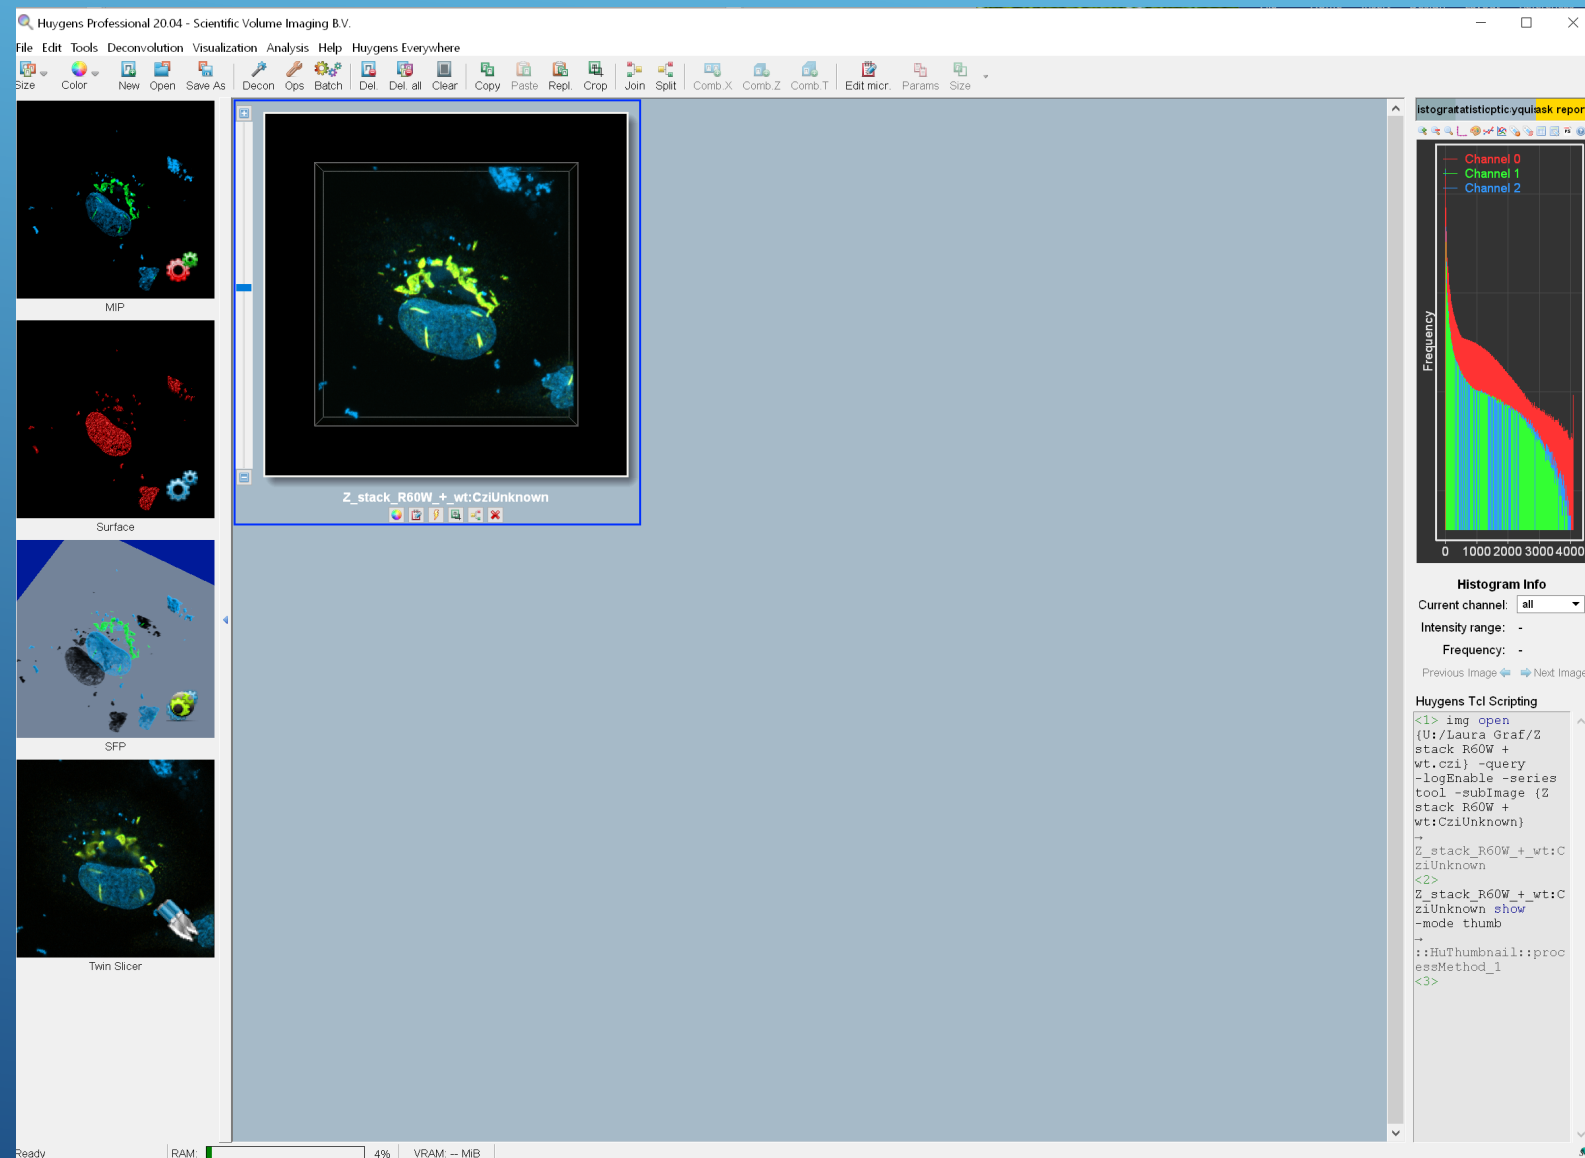 Huygens Professional 20.04 - Scientific Volume Imaging B.V.
File Edit Tools Deconvolution Visualization Analysis Help Huygens Everywhere
Size Color New Open Save As Decon Ops Batch Del. Del. all Clear Copy Paste Repl. Crop Join Split Comb.X Comb.Z Comb.T Edit micr. Params Size
MIP
Surface
SFP
Twin Slicer
Z_stack_R60W_+_wt:CziUnknown
istogra tatistic ptic yquis ask repor
Channel 0
Channel 1
Channel 2
Frequency
0 1000 2000 3000 4000
Histogram Info
Current channel: all
Intensity range: -
Frequency: -
Previous Image Next Image
Huygens Tcl Scripting
<1> img open
{U:/Laura Graf/Z
stack R60W +
wt.czi} -query
-logEnable -series
tool -subImage {Z
stack R60W +
wt:CziUnknown}
→
Z_stack_R60W_+_wt:C
ziUnknown
<2>
Z_stack_R60W_+_wt:C
ziUnknown show
-mode thumb
→
::HuThumbnail::proc
essMethod_1
<3>
Ready RAM: 4% VRAM: -- MiB